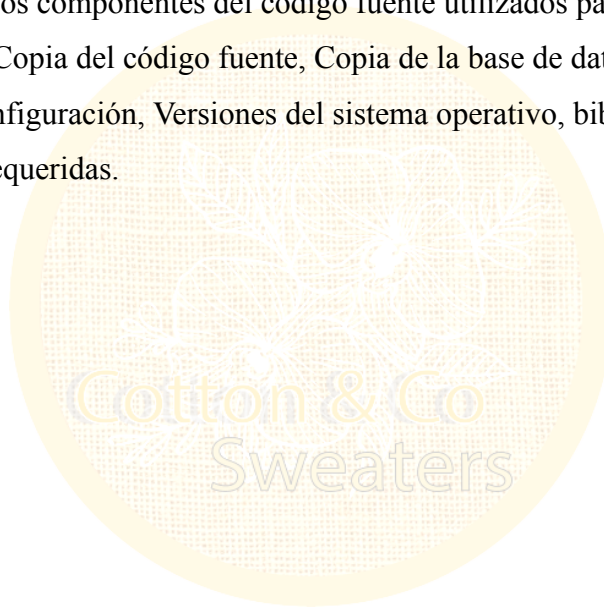 os componentes del código fuente utilizados pa
Copia del código fuente, Copia de la base de dat
nfiguración, Versiones del sistema operativo, bib
equeridas.
Cotton & Co
Sweaters